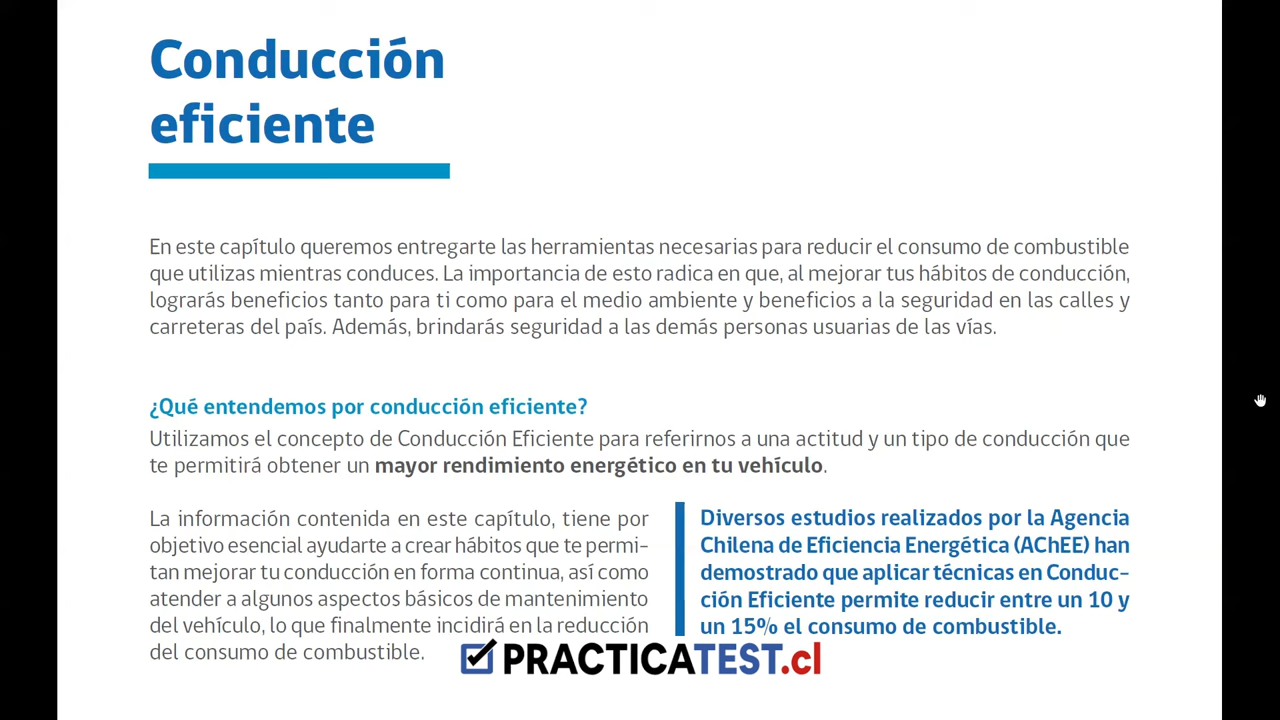 Conducción
eficiente
En este capítulo queremos entregarte las herramientas necesarias para reducir el consumo de combustible
que utilizas mientras conduces. La importancia de esto radica en que, al mejorar tus hábitos de conducción,
lograrás beneficios tanto para ti como para el medio ambiente y beneficios a la seguridad en las calles y
carreteras del país. Además, brindarás seguridad a las demás personas usuarias de las vías.
¿Qué entendemos por conducción eficiente?
Utilizamos el concepto de Conducción Eficiente para referirnos a una actitud y un tipo de conducción que
te permitirá obtener un mayor rendimiento energético en tu vehículo.
La información contenida en este capítulo, tiene por
objetivo esencial ayudarte a crear hábitos que te permi-
tan mejorar tu conducción en forma continua, así como
atender a algunos aspectos básicos de mantenimiento
del vehículo, lo que finalmente incidirá en la reducción
del consumo de combustible.
Diversos estudios realizados por la Agencia
Chilena de Eficiencia Energética (AChEE) han
demostrado que aplicar técnicas en Conduc-
ción Eficiente permite reducir entre un 10 y
un 15% el consumo de combustible.
PRACTICATEST.cl